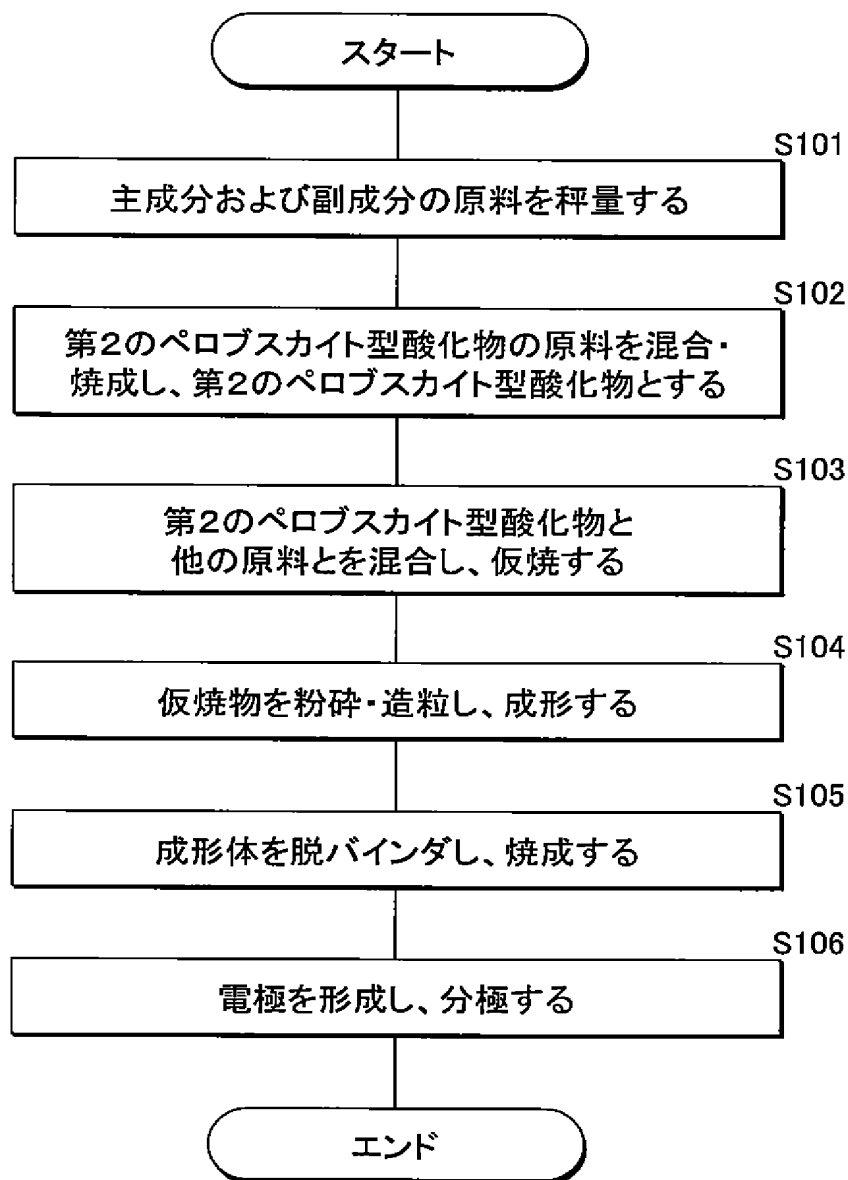 スタート
S101
主成分および副成分の原料を秤量する
S102
第2のペロブスカイト型酸化物の原料を混合・
焼成し、第2のペロブスカイト型酸化物とする
S103
第2のペロブスカイト型酸化物と
他の原料とを混合し、仮焼する
S104
仮焼物を粉砕・造粒し、成形する
S105
成形体を脱バインダし、焼成する
S106
電極を形成し、分極する
エンド